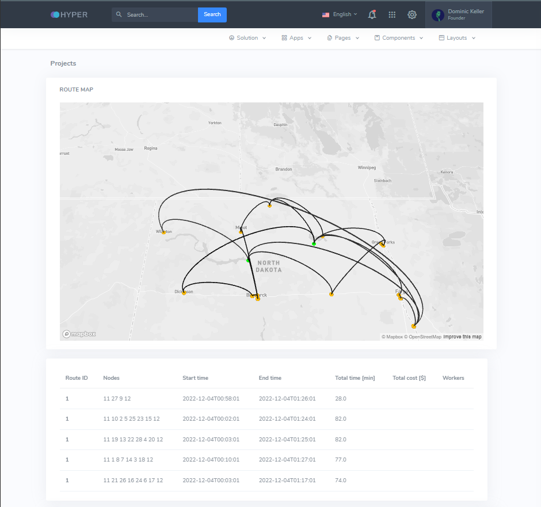 HYPER
Search...
Search
English
Dominic Keller
Founder
Solution
Apps
Pages
Components
Layouts
Projects
ROUTE MAP
Yorkton
Dauphin
Moose Jaw
Regina
Brandon
Winnipeg
Steinbach
Kenora
NORTH
DAKOTA
mapbox
© Mapbox © OpenStreetMap Improve this map
Route ID Nodes Start time End time Total time [min] Total cost [$] Workers
1 11 27 9 12 2022-12-04T00:58:01 2022-12-04T01:26:01 28.0
1 11 10 2 5 25 23 15 12 2022-12-04T00:02:01 2022-12-04T01:24:01 82.0
1 11 19 13 22 28 4 20 12 2022-12-04T00:03:01 2022-12-04T01:25:01 82.0
1 11 1 8 7 14 3 18 12 2022-12-04T00:10:01 2022-12-04T01:27:01 77.0
1 11 21 26 16 24 6 17 12 2022-12-04T00:03:01 2022-12-04T01:17:01 74.0